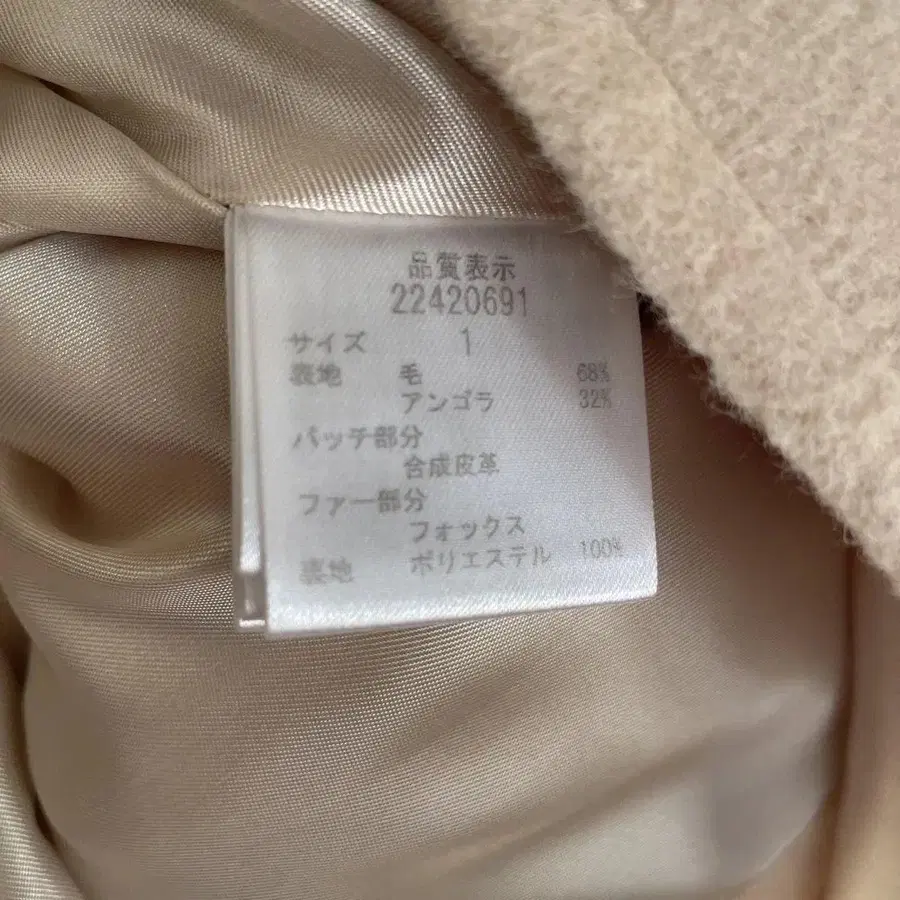 品質表示
22420691
サイズ 1
表地 毛 68%
アンゴラ 32%
パッチ部分
合成皮革
ファー部分
フォックス
裏地 ポリエステル 100%